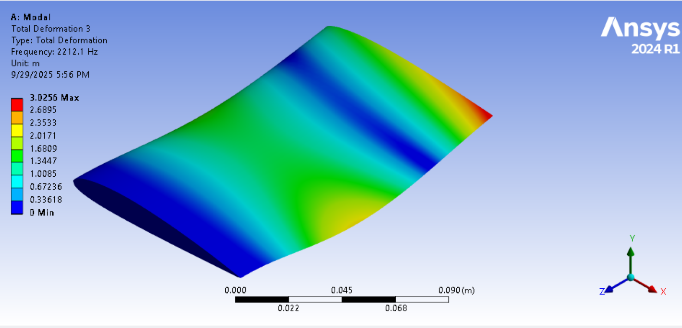 A: Modal
Total Deformation 3
Type: Total Deformation
Frequency: 2212.1 Hz
Unit: m
9/29/2025 5:56 PM
3.0256 Max
2.6895
2.3533
2.0171
1.6809
1.3447
1.0085
0.67236
0.33618
0 Min
Ansys
2024 R1
0.000 0.045 0.090 (m)
0.022 0.068
Y
Z X